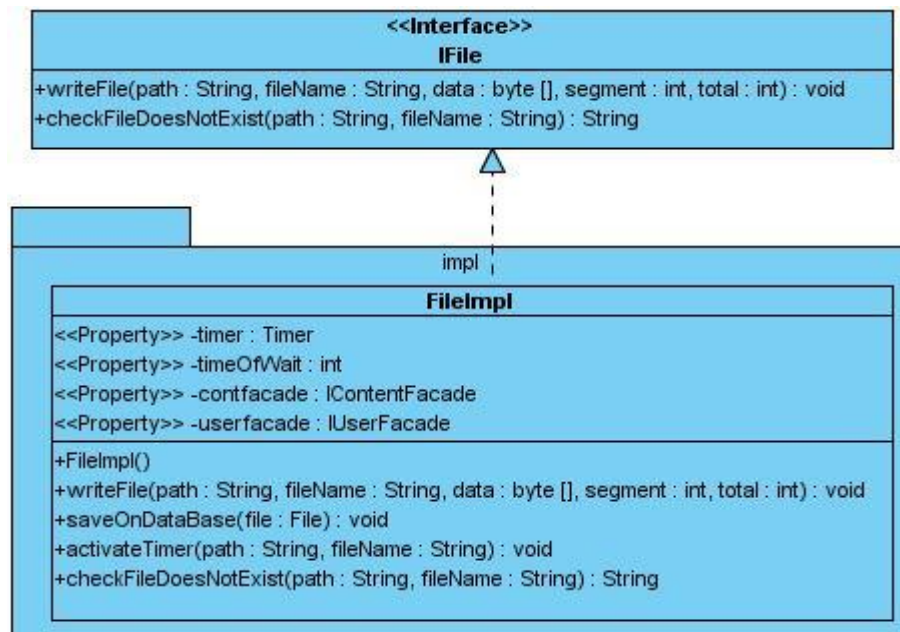 <<Interface>>
IFile
+writeFile(path : String, fileName : String, data : byte [], segment : int, total : int) : void
+checkFileDoesNotExist(path : String, fileName : String) : String
impl
FileImpl
<<Property>> -timer : Timer
<<Property>> -timeOfWait : int
<<Property>> -contfacade : IContentFacade
<<Property>> -userfacade : IUserFacade
+FileImpl()
+writeFile(path : String, fileName : String, data : byte [], segment : int, total : int) : void
+saveOnDataBase(file : File) : void
+activateTimer(path : String, fileName : String) : void
+checkFileDoesNotExist(path : String, fileName : String) : String